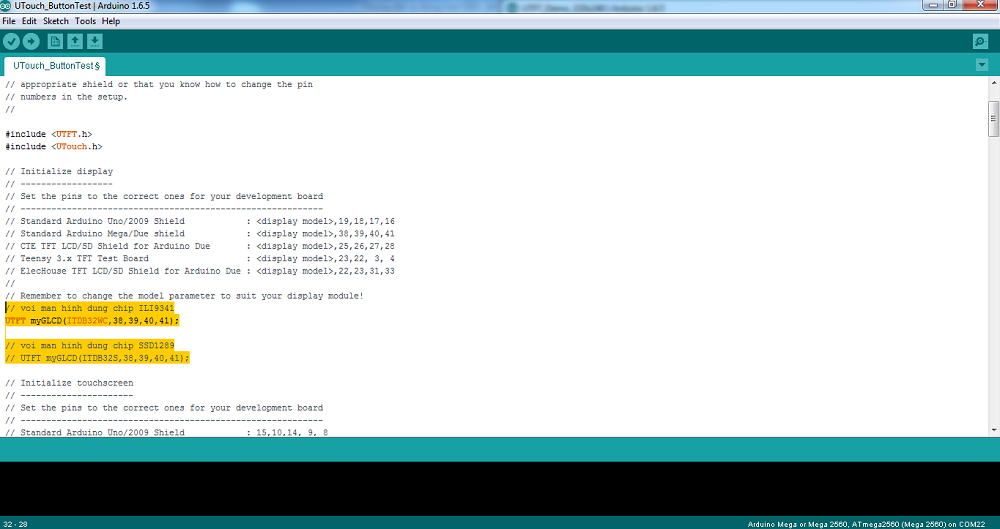 UTouch_ButtonTest | Arduino 1.6.5
File Edit Sketch Tools Help
UTouch_ButtonTest §
// appropriate shield or that you know how to change the pin
// numbers in the setup.
//
#include <UTFT.h>
#include <UTouch.h>
// Initialize display
// ------------------
// Set the pins to the correct ones for your development board
// -----------------------------------------------------------
// Standard Arduino Uno/2009 Shield : <display model>,19,18,17,16
// Standard Arduino Mega/Due shield : <display model>,38,39,40,41
// CTE TFT LCD/SD Shield for Arduino Due : <display model>,25,26,27,28
// Teensy 3.x TFT Test Board : <display model>,23,22, 3, 4
// ElecHouse TFT LCD/SD Shield for Arduino Due : <display model>,22,23,31,33
//
// Remember to change the model parameter to suit your display module!
// voi man hinh dung chip ILI9341
UTFT myGLCD(ITDB32WC,38,39,40,41);
// voi man hinh dung chip SSD1289
// UTFT myGLCD(ITDB32S,38,39,40,41);
// Initialize touchscreen
// ----------------------
// Set the pins to the correct ones for your development board
// -----------------------------------------------------------
// Standard Arduino Uno/2009 Shield : 15,10,14, 9, 8
32 - 28
Arduino Mega or Mega 2560, ATmega2560 (Mega 2560) on COM22